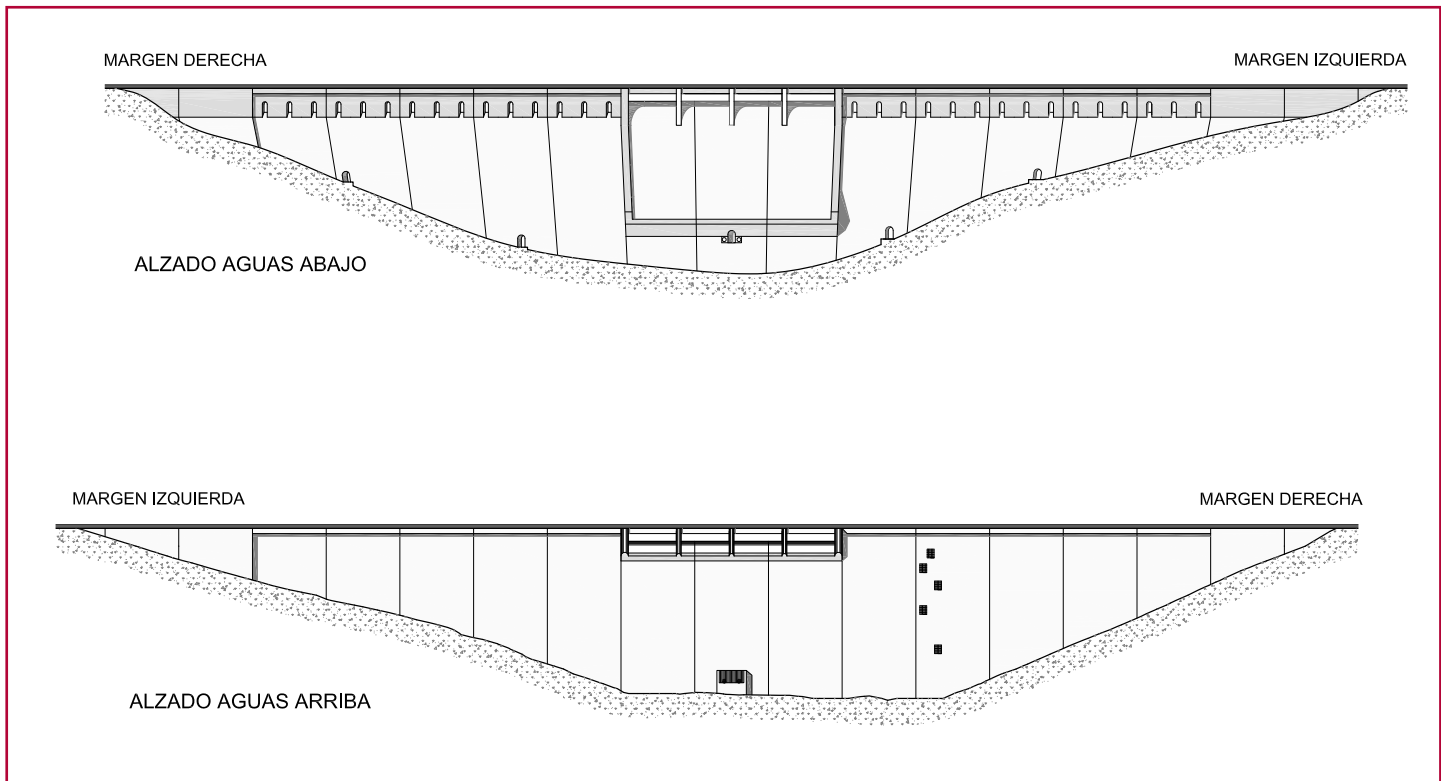 MARGEN DERECHA
MARGEN IZQUIERDA
ALZADO AGUAS ABAJO
MARGEN IZQUIERDA
MARGEN DERECHA
ALZADO AGUAS ARRIBA